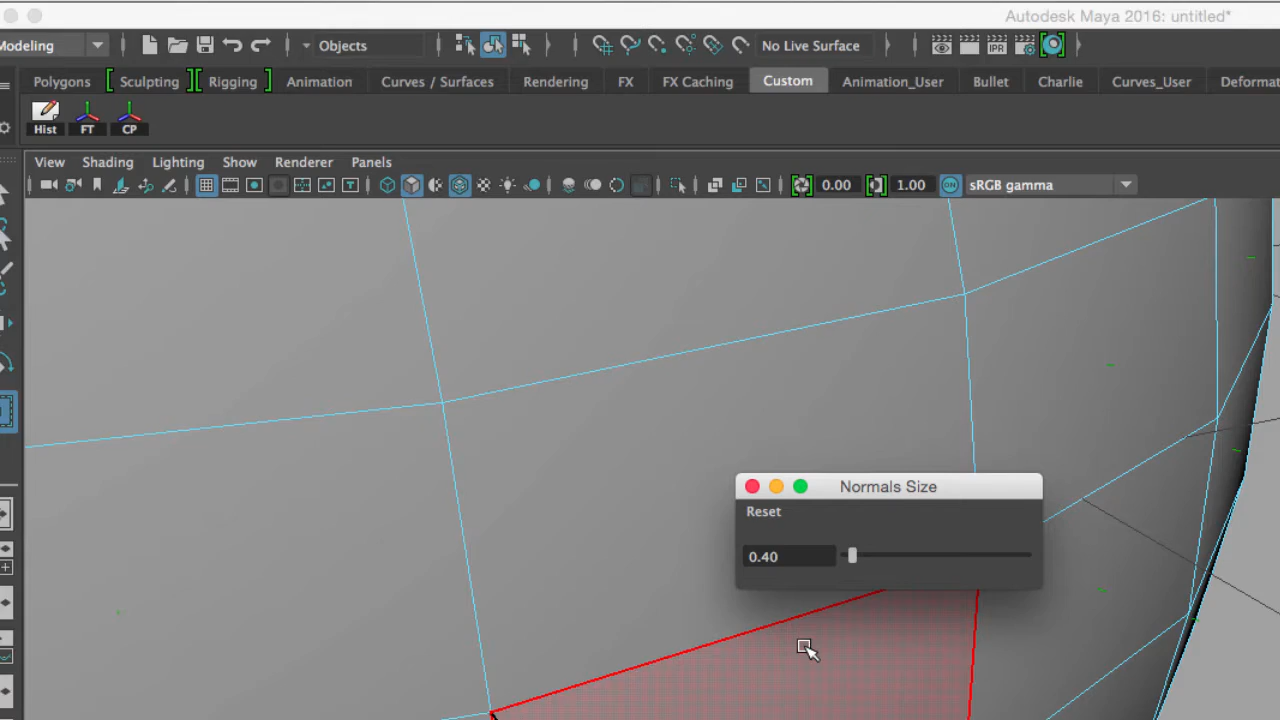 Autodesk Maya 2016: untitled*
Modeling Objects No Live Surface IPR
Polygons Sculpting Rigging Animation Curves / Surfaces Rendering FX FX Caching Custom Animation_User Bullet Charlie Curves_User Deformat
Hist FT CP
View Shading Lighting Show Renderer Panels
0.00 1.00 ON sRGB gamma
Normals Size
Reset
0.40